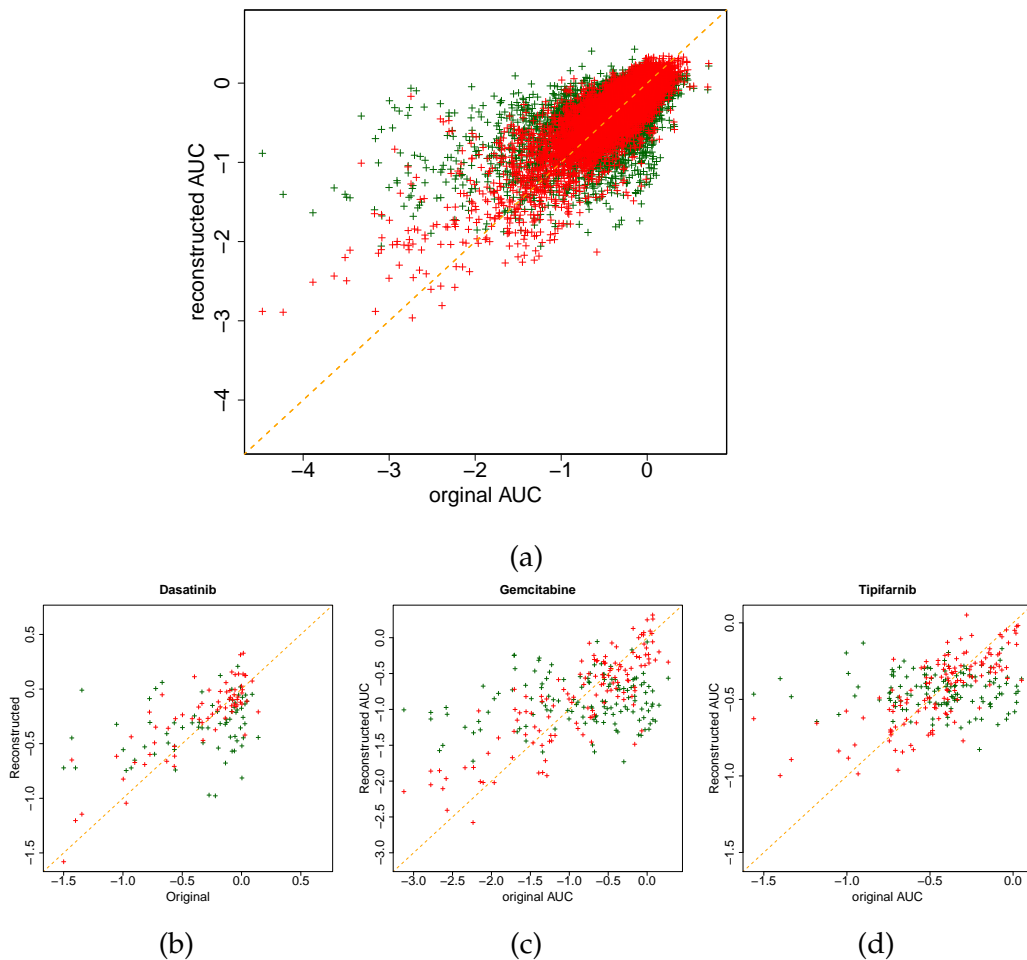 reconstructed AUC
0
−1
−2
−3
−4
−4 −3 −2 −1 0
orginal AUC
(a)
Dasatinib
Reconstructed
0.5
0.0
−0.5
−1.0
−1.5
−1.5 −1.0 −0.5 0.0 0.5
Original
(b)
Gemcitabine
Reconstructed AUC
0.0
−0.5
−1.0
−1.5
−2.0
−2.5
−3.0
−3.0 −2.5 −2.0 −1.5 −1.0 −0.5 0.0
original AUC
(c)
Tipifarnib
Reconstructed AUC
0.0
−0.5
−1.0
−1.5
−1.5 −1.0 −0.5 0.0
original AUC
(d)